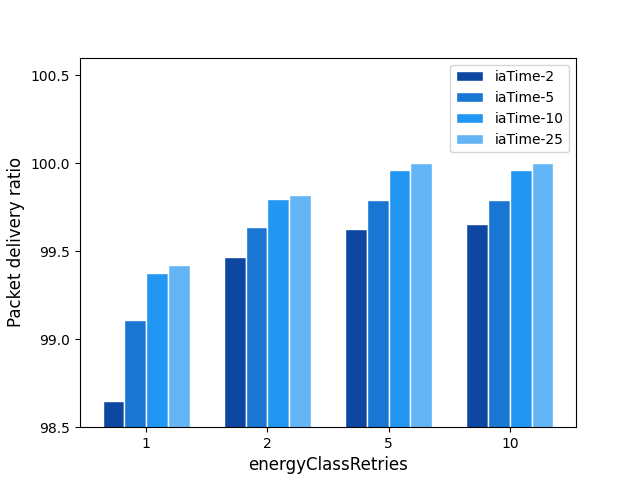 100.5
100.0
99.5
99.0
98.5
Packet delivery ratio
iaTime-2
iaTime-5
iaTime-10
iaTime-25
1 2 5 10
energyClassRetries